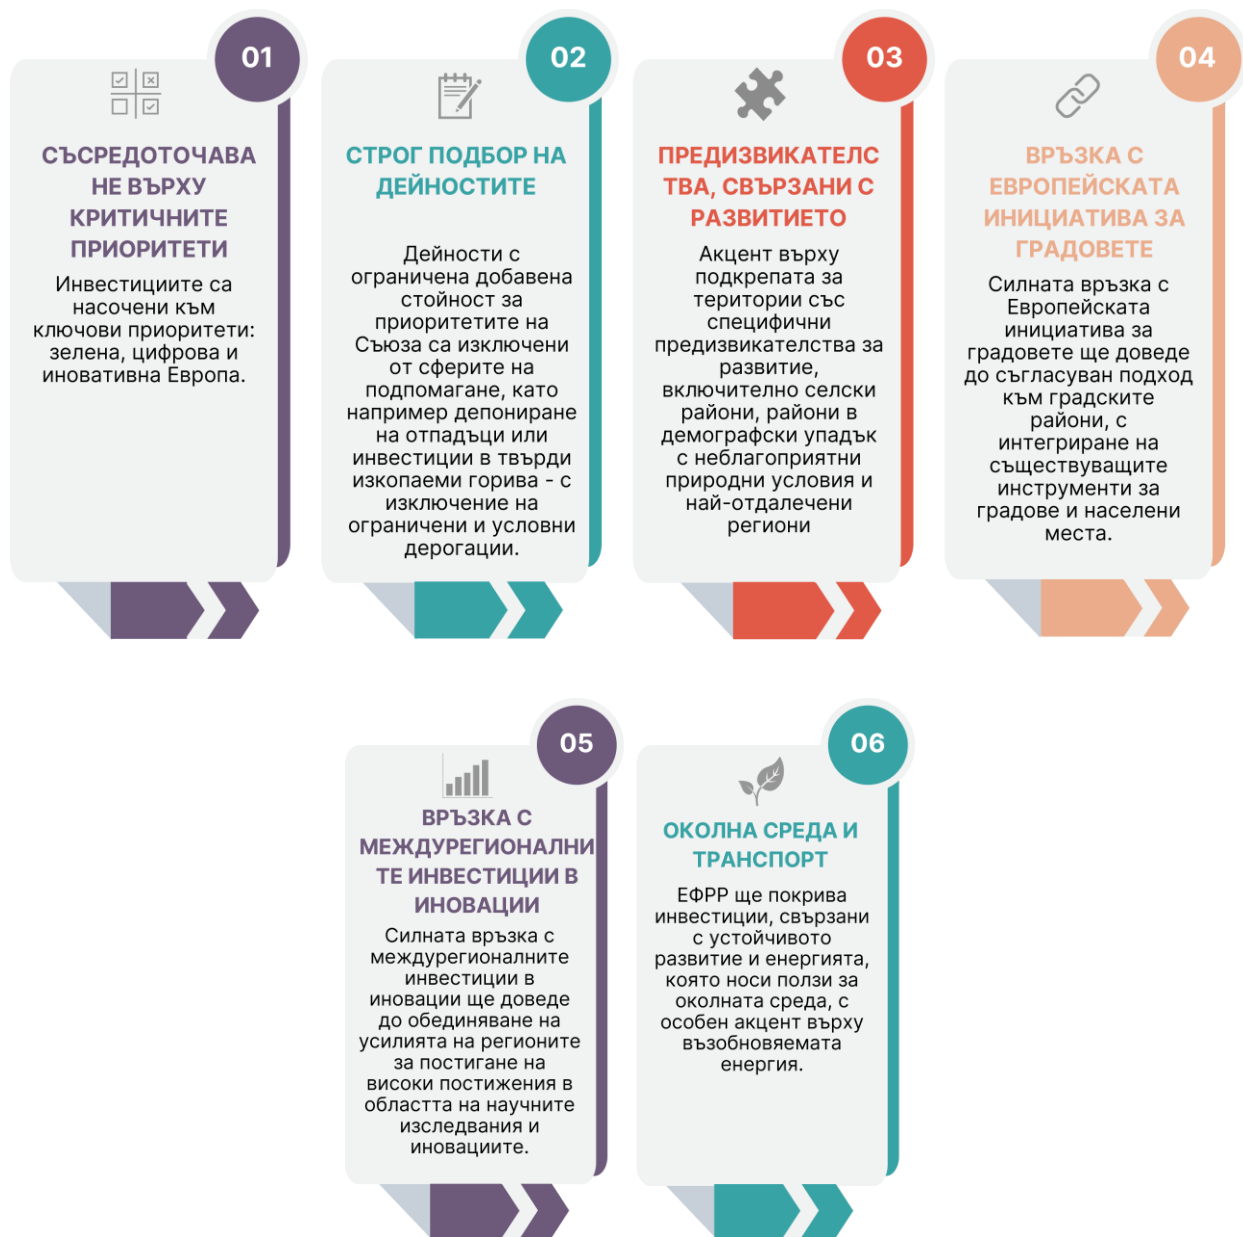 01
СЪСРЕДОТОЧАВА
НЕ ВЪРХУ
КРИТИЧНИТЕ
ПРИОРИТЕТИ
Инвестициите са
насочени към
ключови приоритети:
зелена, цифрова и
иновативна Европа.
02
СТРОГ ПОДБОР НА
ДЕЙНОСТИТЕ
Дейности с
ограничена добавена
стойност за
приоритетите на
Съюза са изключени
от сферите на
подпомагане, като
например депониране
на отпадъци или
инвестиции в твърди
изкопаеми горива - с
изключение на
ограничени и условни
дерогации.
03
ПРЕДИЗВИКАТЕЛС
ТВА, СВЪРЗАНИ С
РАЗВИТИЕТО
Акцент върху
подкрепата за
територии със
специфични
предизвикателства за
развитие,
включително селски
райони, райони в
демографски упадък
с неблагоприятни
природни условия и
най-отдалечени
региони
04
ВРЪЗКА С
ЕВРОПЕЙСКАТА
ИНИЦИАТИВА ЗА
ГРАДОВЕТЕ
Силната връзка с
Европейската
инициатива за
градовете ще доведе
до съгласуван подход
към градските
райони, с
интегриране на
съществуващите
инструменти за
градове и населени
места.
05
ВРЪЗКА С
МЕЖДУРЕГИОНАЛНИ
ТЕ ИНВЕСТИЦИИ В
ИНОВАЦИИ
Силната връзка с
междурегионалните
инвестиции в
иновации ще доведе
до обединяване на
усилията на регионите
за постигане на
високи постижения в
областта на научните
изследвания и
иновациите.
06
ОКОЛНА СРЕДА И
ТРАНСПОРТ
ЕФРР ще покрива
инвестиции, свързани
с устойчивото
развитие и енергията,
която носи ползи за
околната среда, с
особен акцент върху
възобновяемата
енергия.